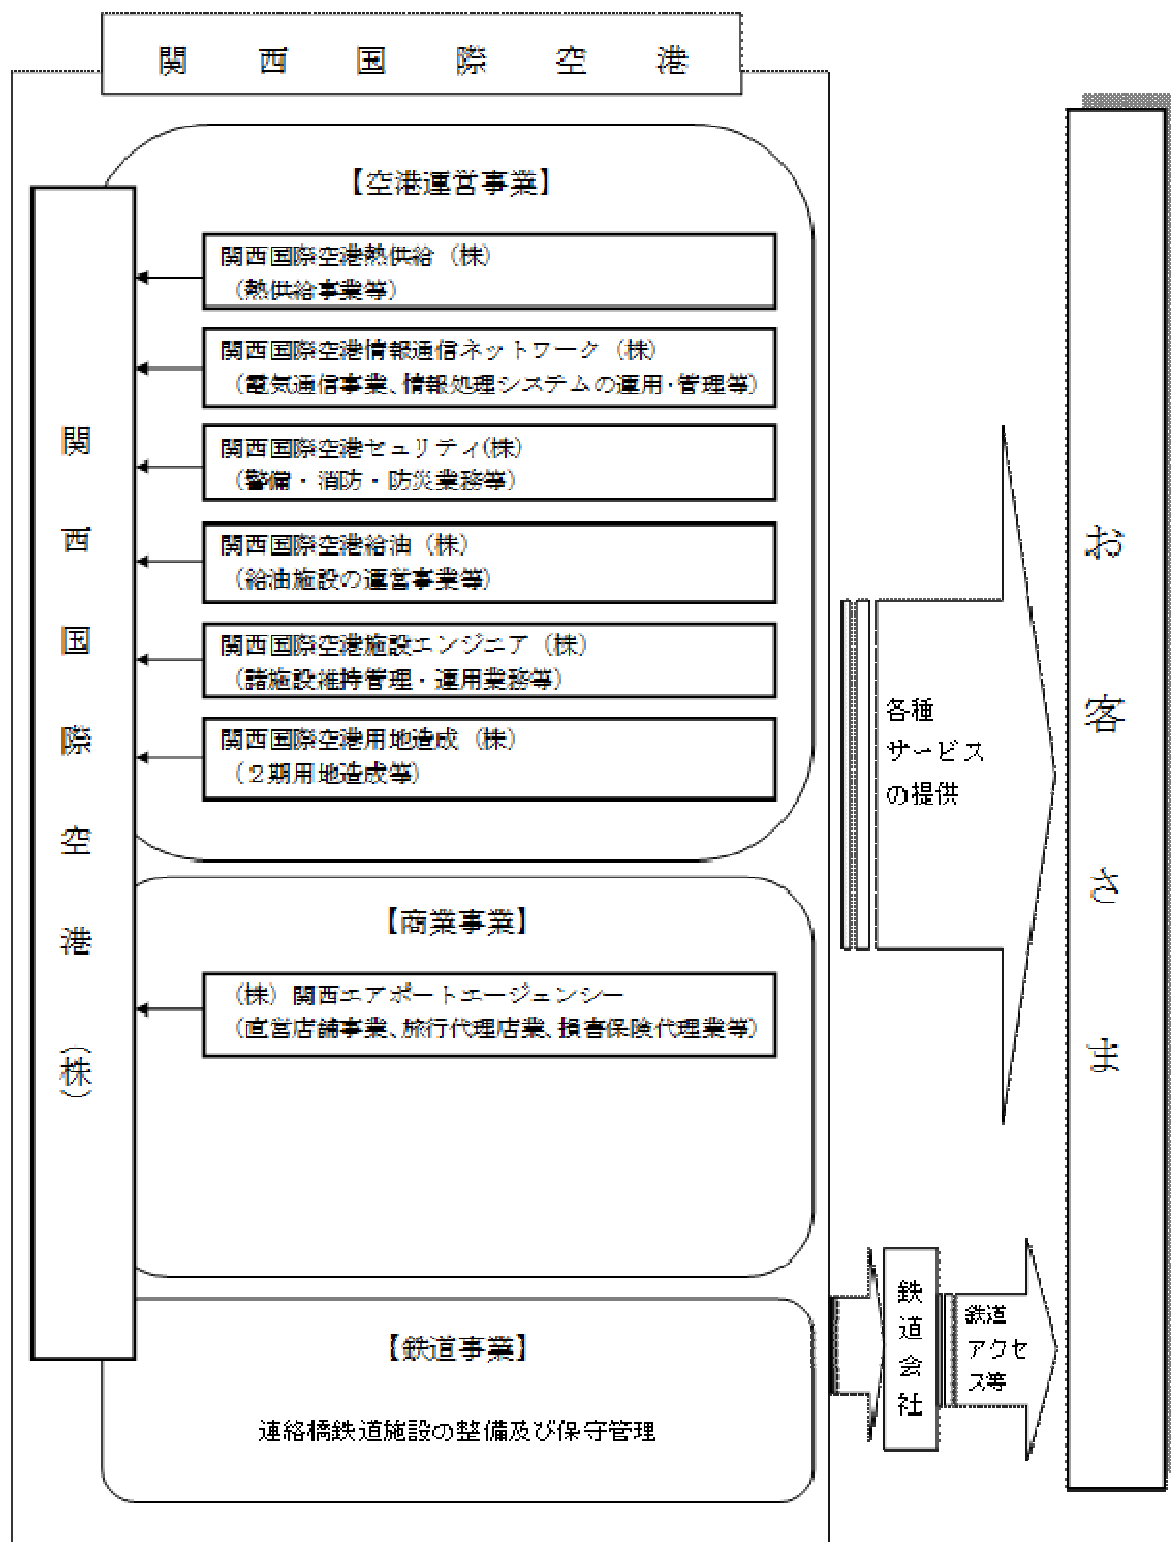 関西国際空港
【空港運営事業】
関西国際空港熱供給（株）
（熱供給事業等）
関西国際空港情報通信ネットワーク（株）
（電気通信事業、情報処理システムの運用・管理等）
関西国際空港セュリティ(株）
（警備・消防・防災業務等）
関西国際空港給油（株）
（給油施設の運営事業等）
関西国際空港施設エンジニア（株）
（諸施設維持管理・運用業務等）
関西国際空港用地造成（株）
（２期用地造成等）
関西国際空港（株）
【商業事業】
（株）関西エアポートエージェンシー
（直営店舗事業、旅行代理店業、損害保険代理業等）
【鉄道事業】
連絡橋鉄道施設の整備及び保守管理
各種
サービス
の提供
鉄道会社
鉄道
アクセ
ス等
お客さま